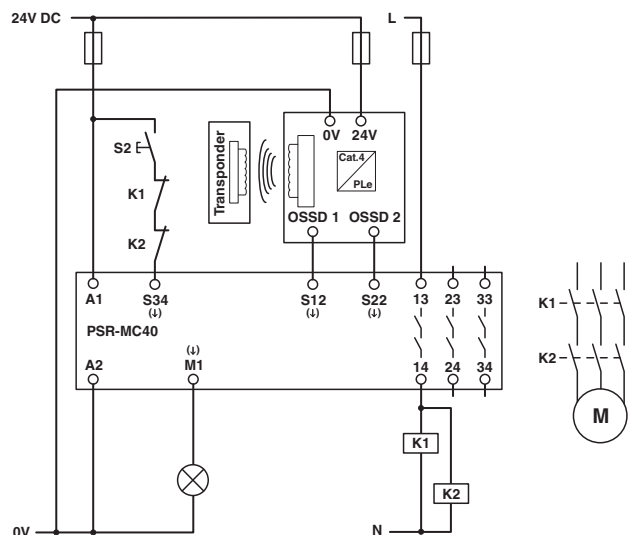 24V DC
L
S2
K1
K2
Transponder
0V 24V
Cat.4
PLe
OSSD 1 OSSD 2
A1 S34 S12 S22 13 23 33
(↓) (↓) (↓)
PSR-MC40
A2 M1 14 24 34
(↓)
K1
K2
0V
N
K1
K2
M